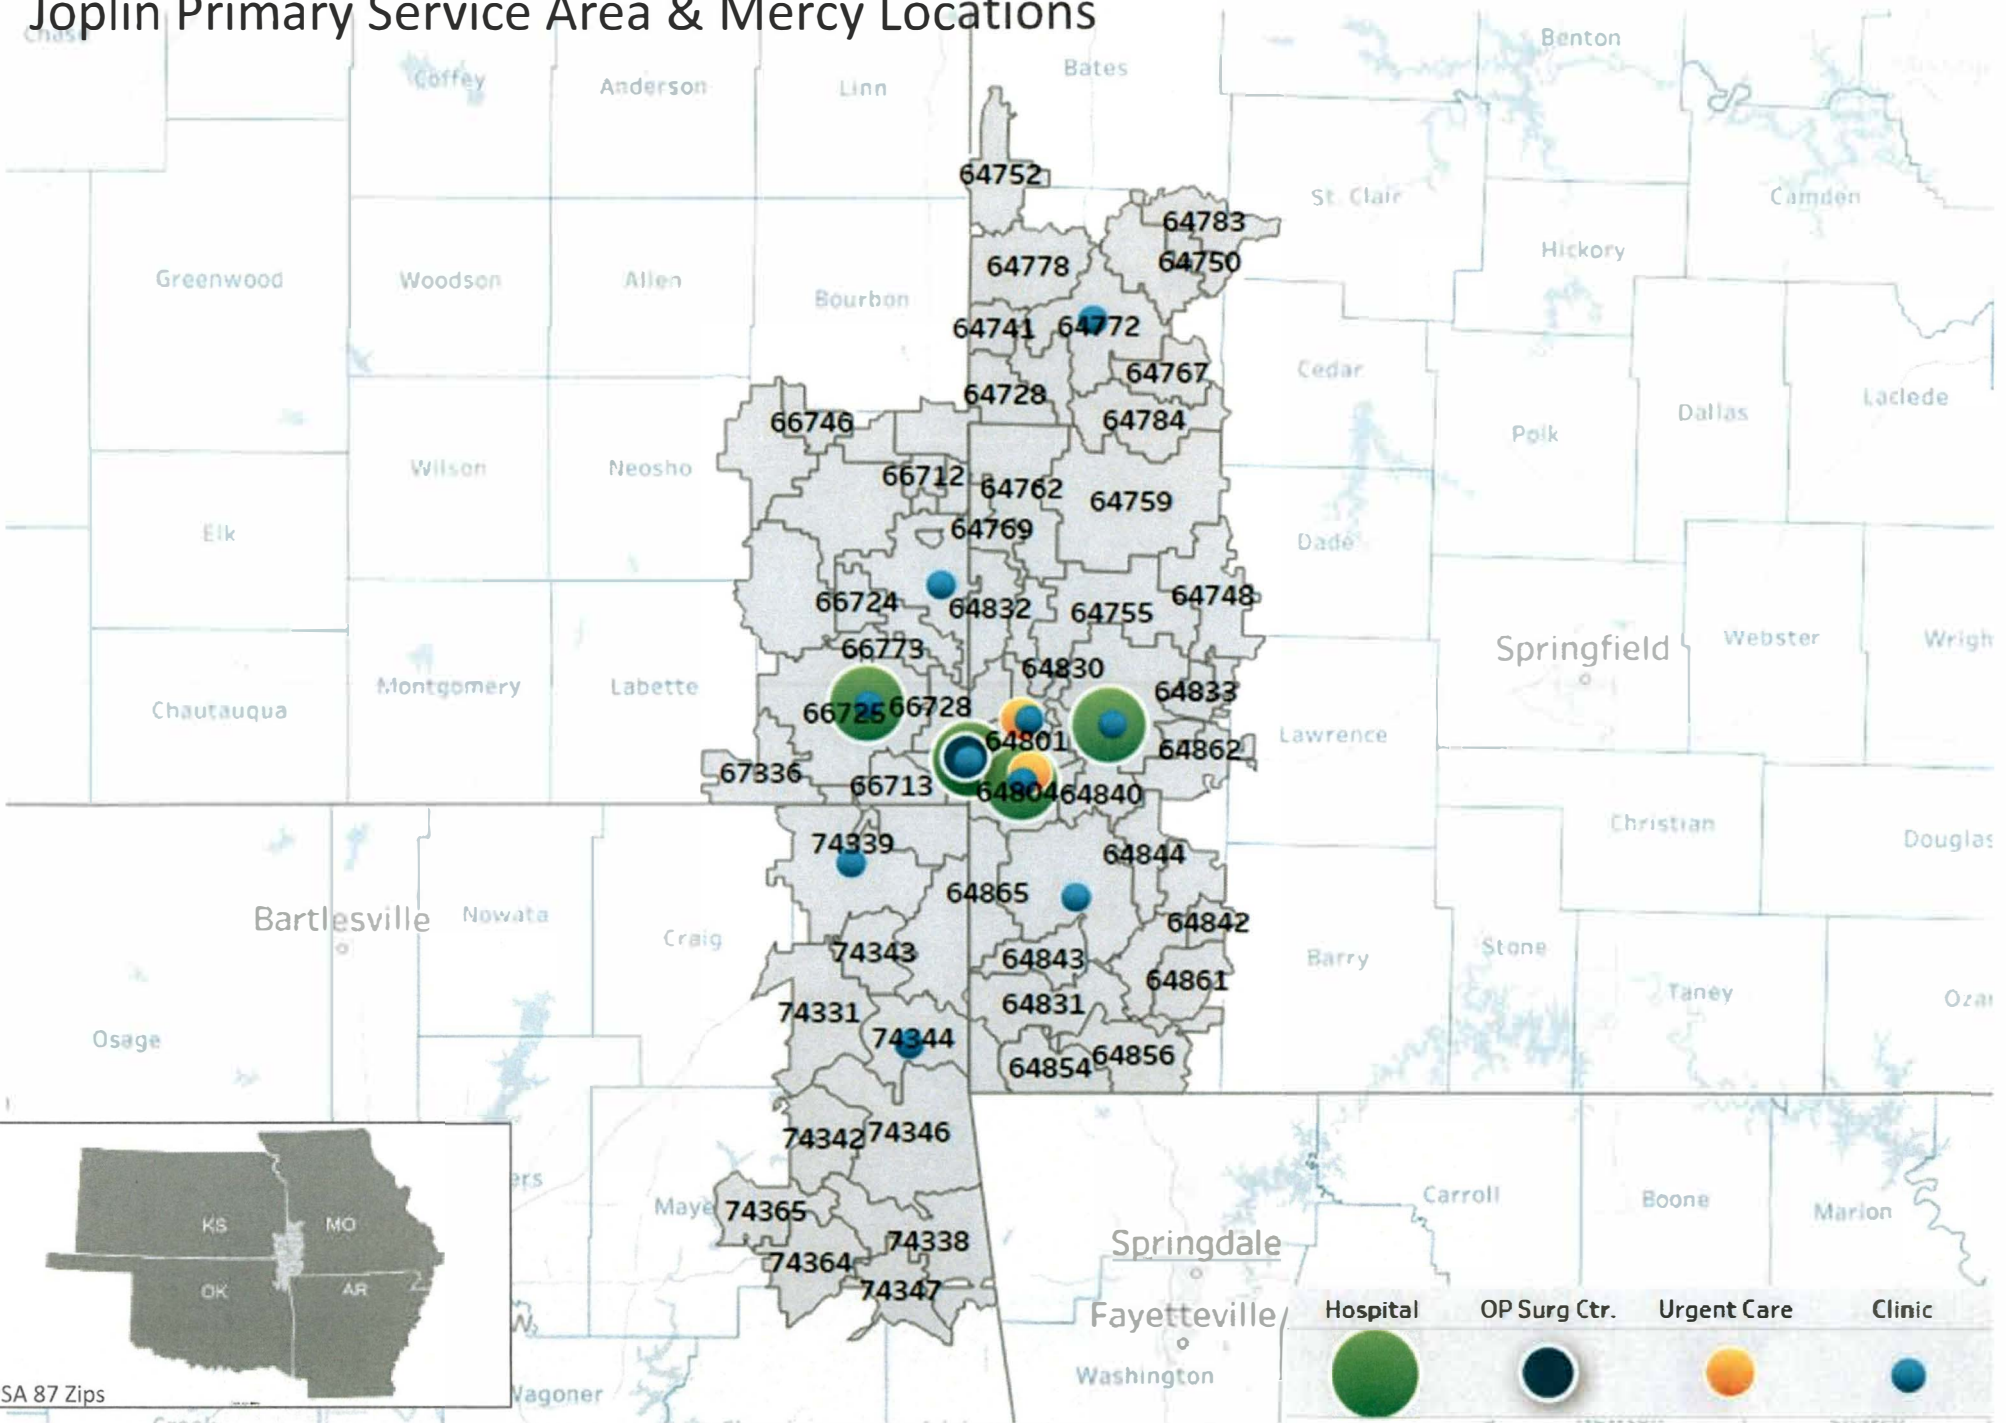 Joplin Primary Service Area & Mercy Locations
Chase
Benton
Coffey
Anderson
Linn
Bates
64752
St. Clair
Camden
64783
Greenwood
Woodson
Allen
Bourbon
64778
64750
Hickory
64741
64772
64767
Cedar
64728
66746
64784
Polk
Dallas
Laclede
Wilson
Neosho
66712
64762
64759
Elk
64769
Dade
66724
64832
64755
64748
66773
64830
Springfield
Webster
Wrigh
Chautauqua
Montgomery
Labette
66725
66728
64833
64801
64862
Lawrence
67336
66713
64804
64840
Christian
Douglas
74339
64844
64865
Bartlesville
Nowata
Craig
64842
74343
64843
Barry
Stone
64861
Osage
74331
64831
Taney
Ozar
74344
64854
64856
74342
74346
ers
Maye
74365
74338
74364
74347
Carroll
Boone
Marion
Springdale
Fayetteville
Washington
Wagoner
KS
MO
OK
AR
SA 87 Zips
Hospital
OP Surg Ctr.
Urgent Care
Clinic